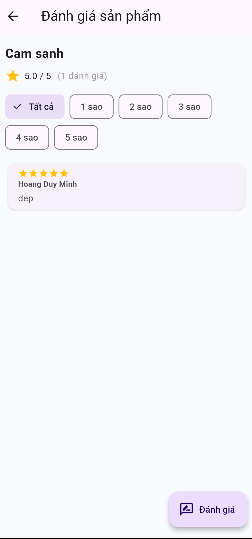 Đánh giá sản phẩm
Cam sanh
5.0 / 5 (1 đánh giá)
Tất cả 1 sao 2 sao 3 sao
4 sao 5 sao
Hoang Duy Minh
dep
Đánh giá